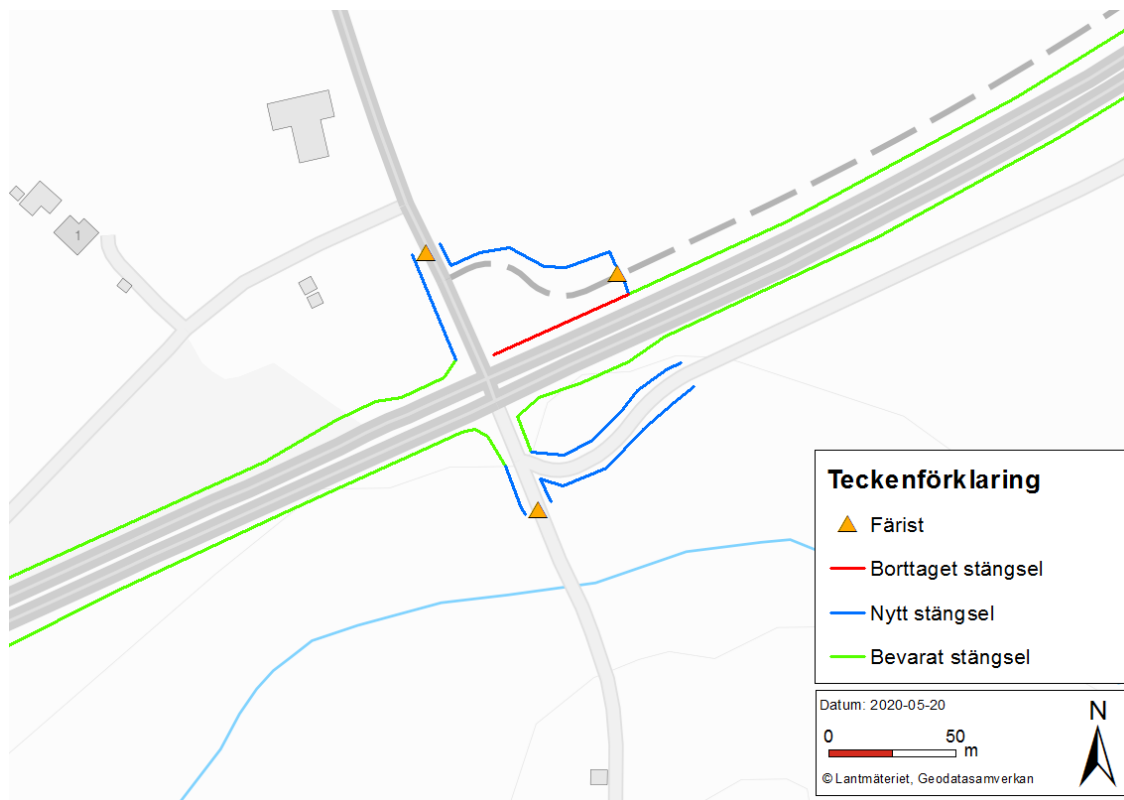 1
Teckenförklaring
Färist
Borttaget stängsel
Nytt stängsel
Bevarat stängsel
Datum: 2020-05-20
N
0 50
m
© Lantmäteriet, Geodatasamverkan